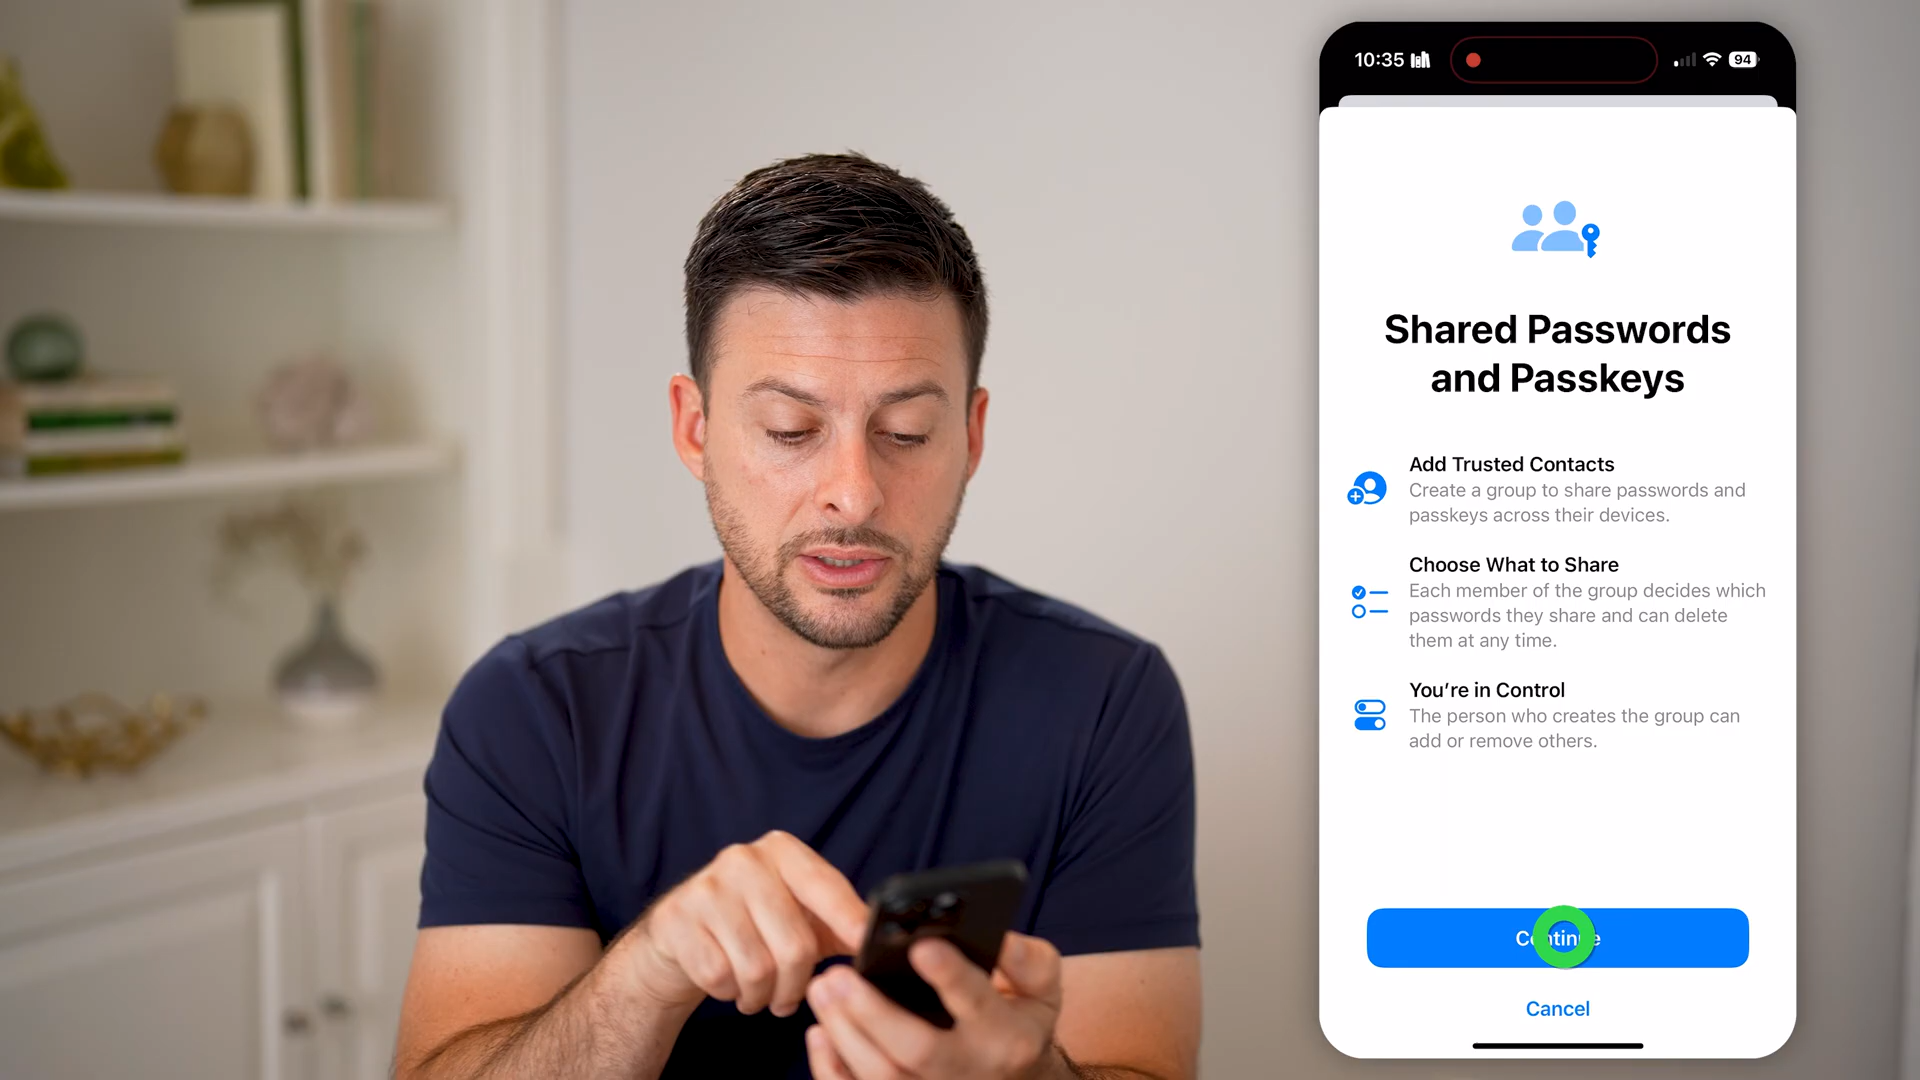 10:35
94
Shared Passwords
and Passkeys
Add Trusted Contacts
Create a group to share passwords and
passkeys across their devices.
Choose What to Share
Each member of the group decides which
passwords they share and can delete
them at any time.
You're in Control
The person who creates the group can
add or remove others.
Continue
Cancel